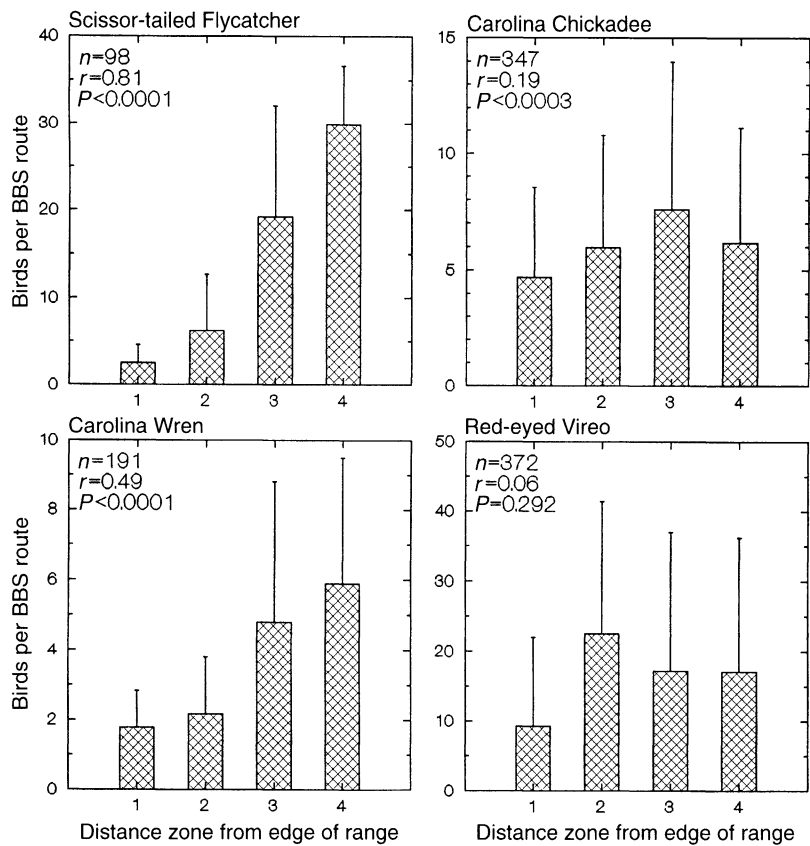 Scissor-tailed Flycatcher
Birds per BBS route
40
30
20
10
0
n=98
r=0.81
P<0.0001
1 2 3 4
Carolina Chickadee
15
10
5
0
n=347
r=0.19
P<0.0003
1 2 3 4
Carolina Wren
Birds per BBS route
10
8
6
4
2
0
n=191
r=0.49
P<0.0001
1 2 3 4
Distance zone from edge of range
Red-eyed Vireo
50
40
30
20
10
0
n=372
r=0.06
P=0.292
1 2 3 4
Distance zone from edge of range